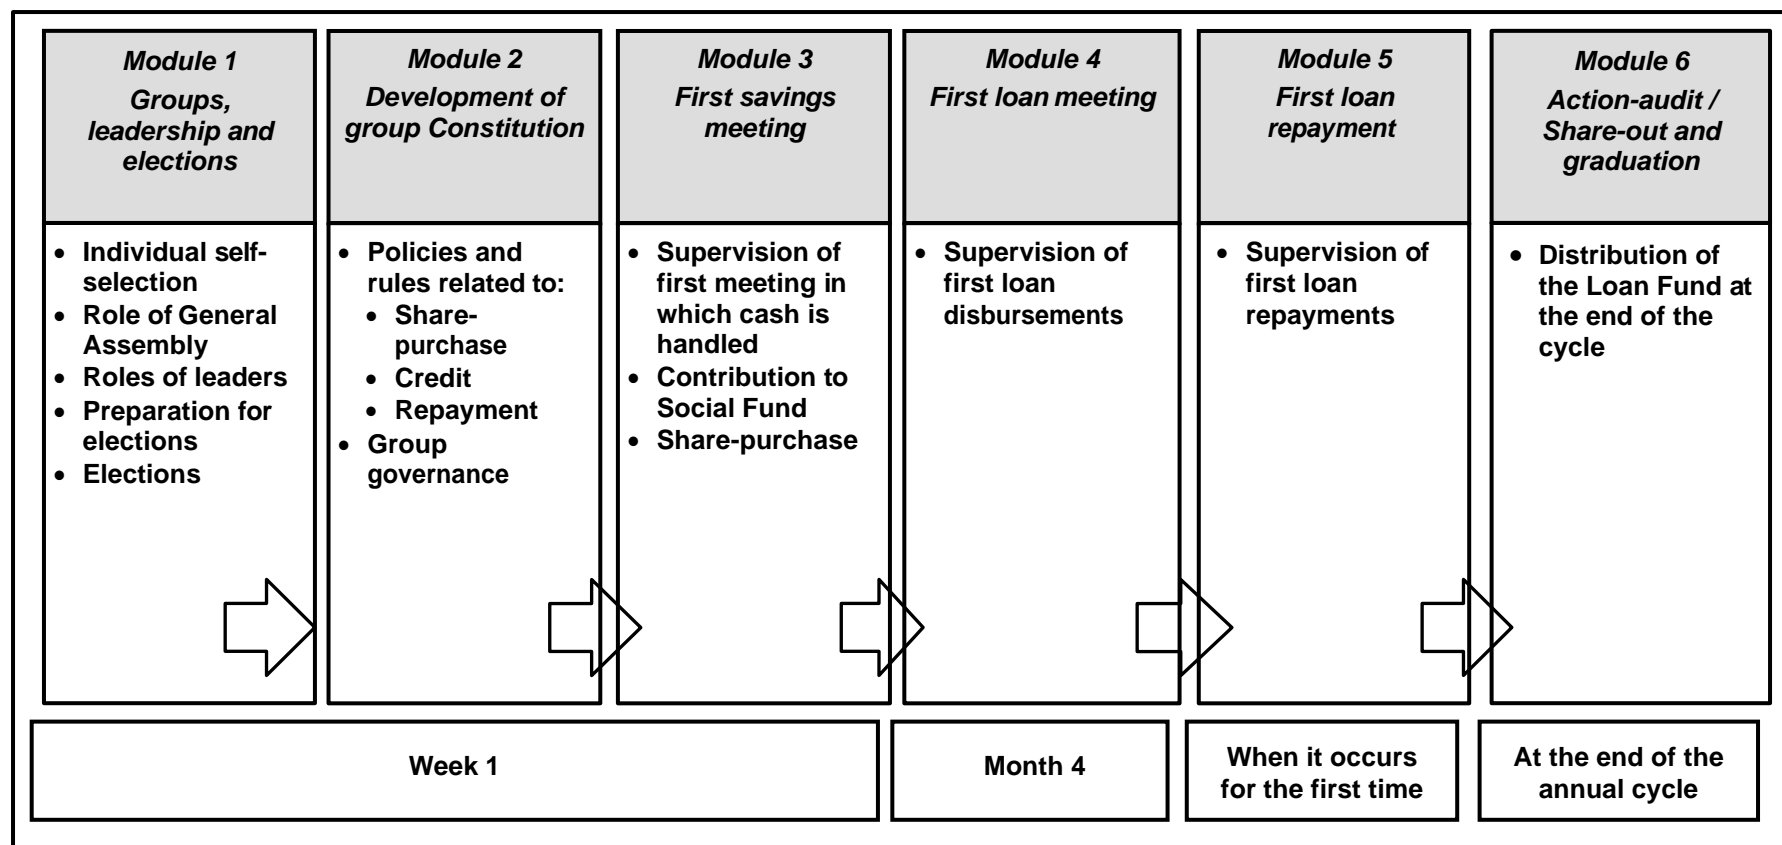 Module 1
Groups,
leadership and
elections
• Individual self-
selection
• Role of General
Assembly
• Roles of leaders
• Preparation for
elections
• Elections
Module 2
Development of
group Constitution
• Policies and
rules related to:
• Share-
purchase
• Credit
• Repayment
• Group
governance
Module 3
First savings
meeting
• Supervision of
first meeting in
which cash is
handled
• Contribution to
Social Fund
• Share-purchase
Module 4
First loan meeting
• Supervision of
first loan
disbursements
Module 5
First loan
repayment
• Supervision of
first loan
repayments
Module 6
Action-audit /
Share-out and
graduation
• Distribution of
the Loan Fund at
the end of the
cycle
Week 1
Month 4
When it occurs
for the first time
At the end of the
annual cycle